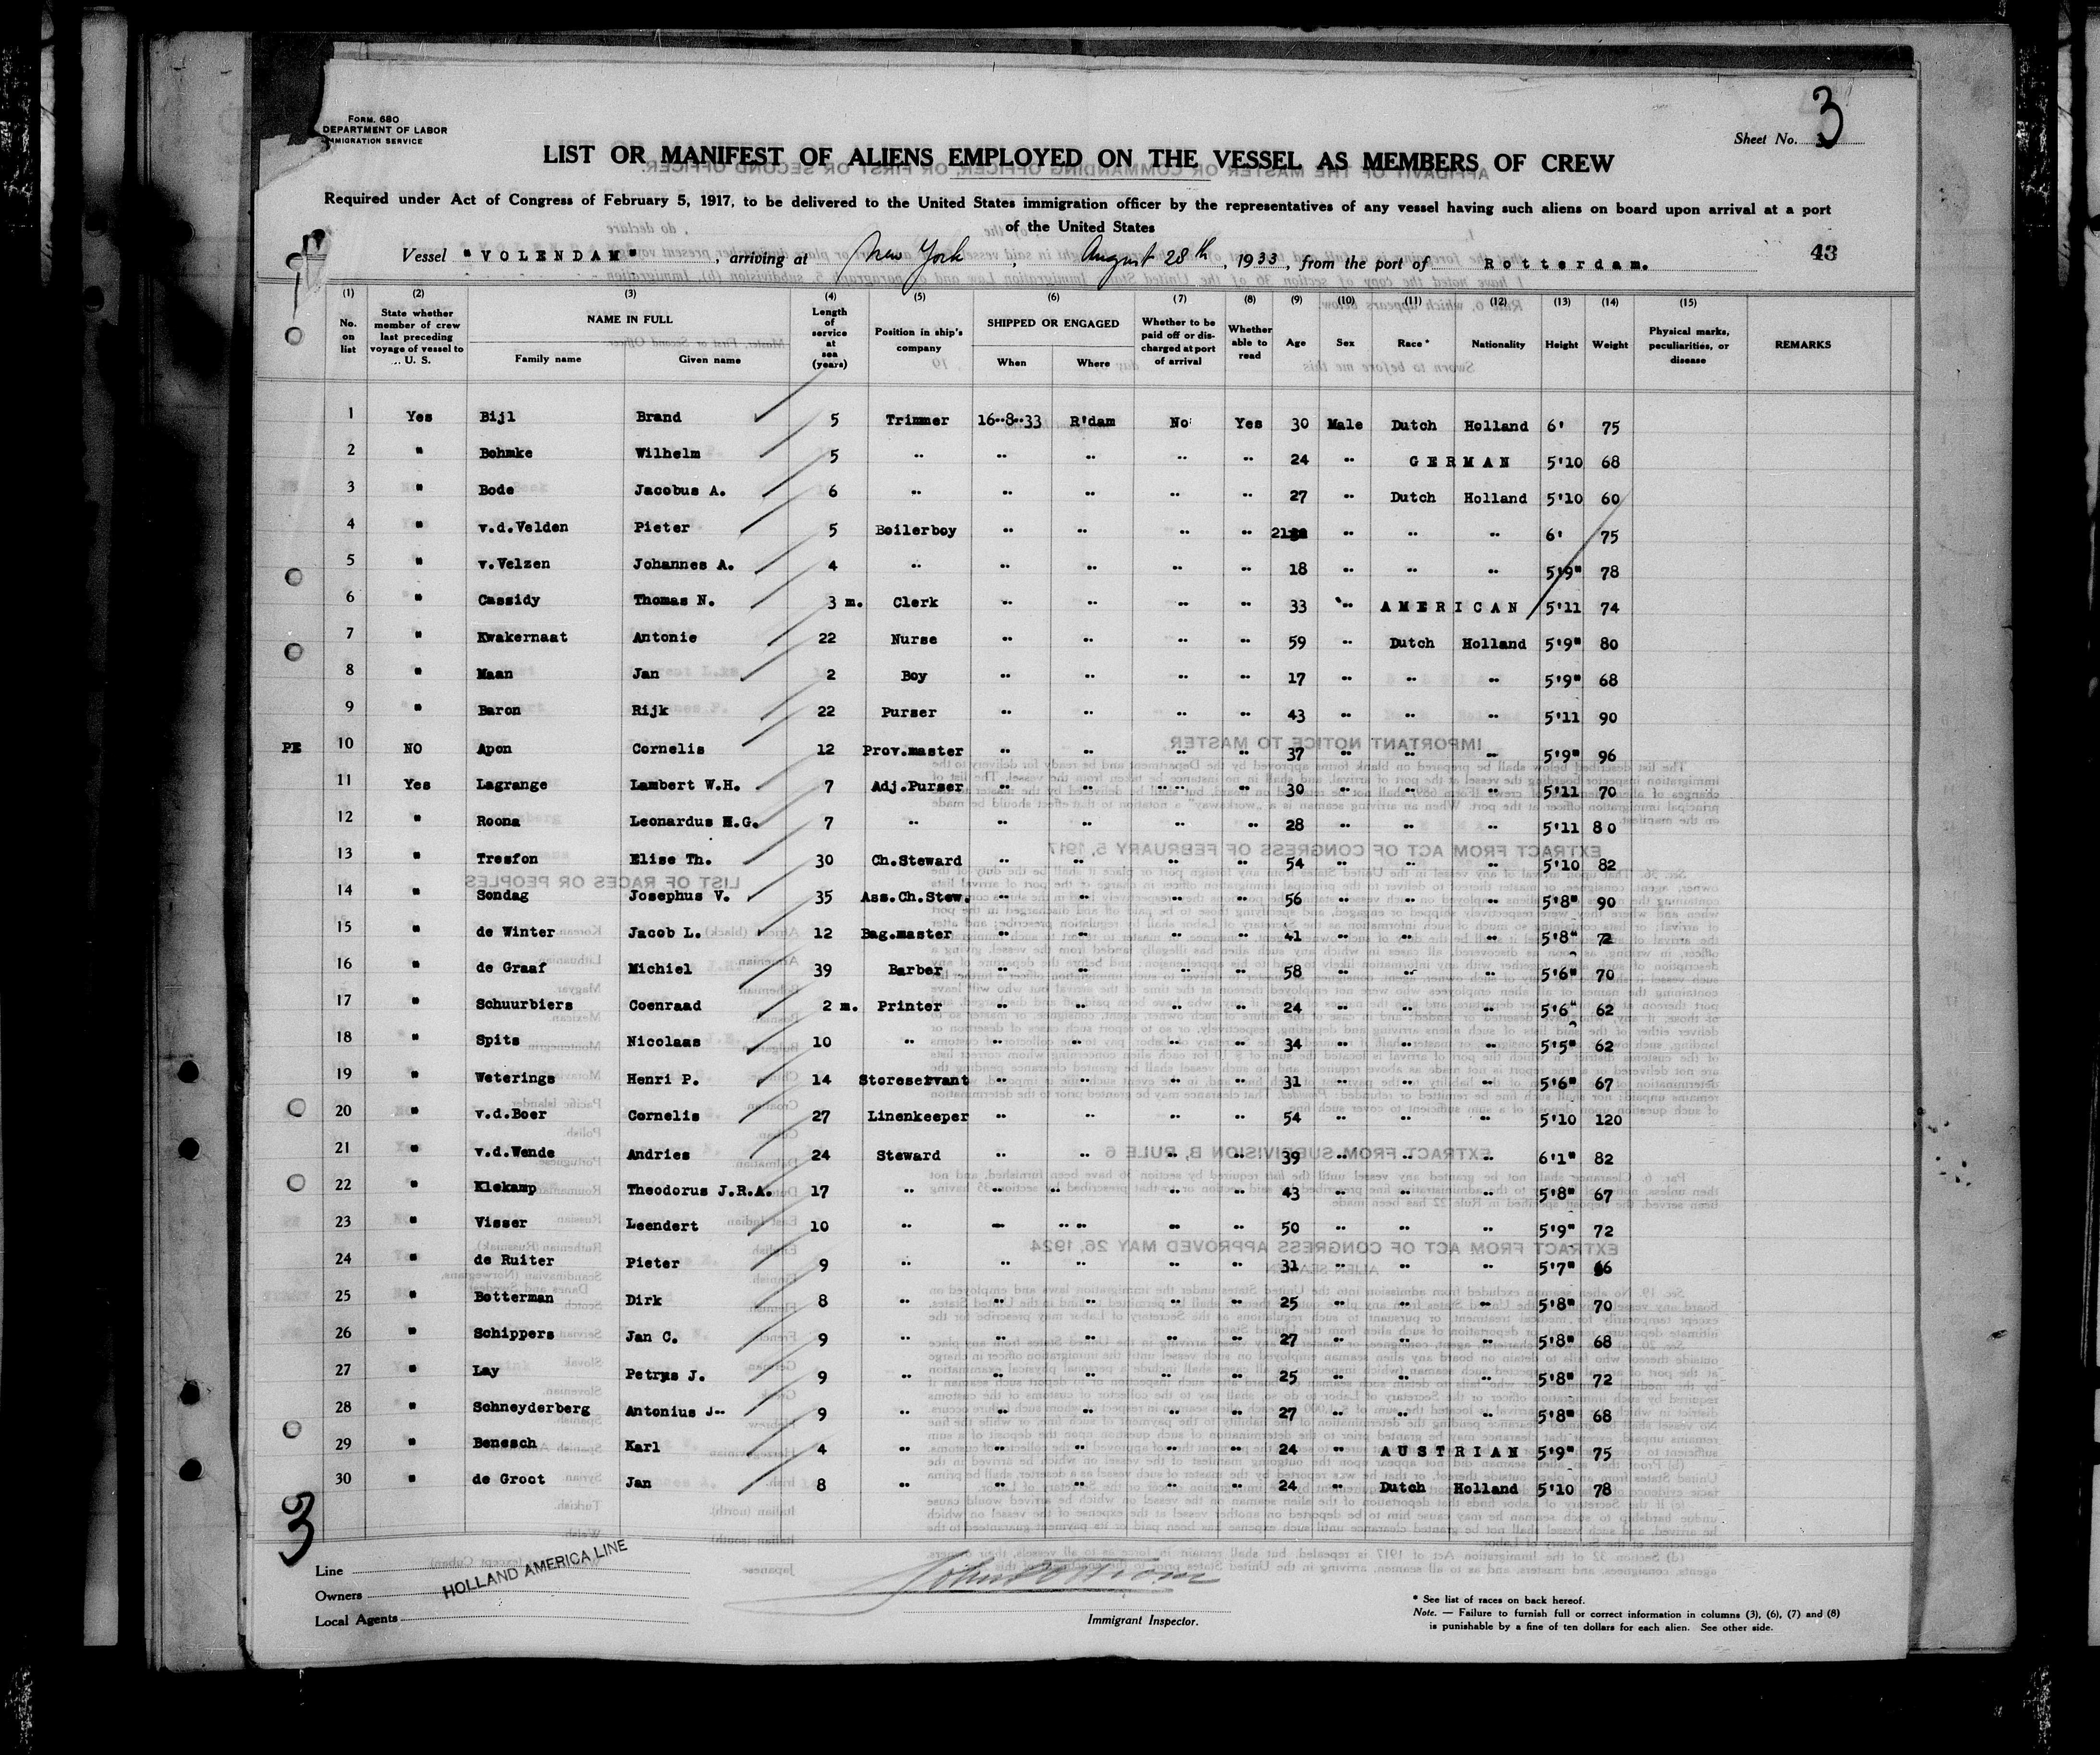 Form. 680
DEPARTMENT OF LABOR
IMMIGRATION SERVICE
Sheet No. 3
LIST OR MANIFEST OF ALIENS EMPLOYED ON THE VESSEL AS MEMBERS OF CREW
Required under Act of Congress of February 5, 1917, to be delivered to the United States immigration officer by the representatives of any vessel having such aliens on board upon arrival at a port
of the United States
Vessel "VOLENDAM", arriving at New York, August 28th, 1933, from the port of Rotterdam. 43
(1) (2) (3) (4) (5) (6) (7) (8) (9) (10) (11) (12) (13) (14) (15)
No. on list State whether member of crew last preceding voyage of vessel to U. S. NAME IN FULL Family name Given name Length of service at sea (years) Position in ship's company SHIPPED OR ENGAGED When Where Whether to be paid off or discharged at port of arrival Whether able to read Age Sex Race* Nationality Height Weight Physical marks, peculiarities, or disease REMARKS
1 Yes Bijl Brand 5 Trimmer 16-8-33 R'dam No Yes 30 Male Dutch Holland 6' 75
2 " Bohmke Wilhelm 5 " " " " " 24 " GERMAN 5'10 68
3 " Bode Jacobus A. 6 " " " " " 27 " Dutch Holland 5'10 60
4 " v.d.Velden Pieter 5 Boilerboy " " " " 21 " " " 6' 75
5 " v.Velzen Johannes A. 4 " " " " " 18 " " " 5'9" 78
6 " Cassidy Thomas N. 3 m. Clerk " " " " 33 " AMERICAN 5'11 74
7 " Kwakernaat Antonie 22 Nurse " " " " 59 " Dutch Holland 5'9" 80
8 " Maan Jan 2 Boy " " " " 17 " " " 5'9" 68
9 " Baron Rijk 22 Purser " " " " 43 " " " 5'11 90
PE 10 NO Apon Cornelis 12 Prov.master " " " " 37 " " " 5'9" 96
11 Yes Lagrange Lambert W.H. 7 Adj.Purser " " " " 30 " " " 5'11 70
12 " Roona Leonardus H.G. 7 " " " " " 28 " " " 5'11 80
13 " Tresfon Elise Th. 30 Ch.Steward " " " " 54 " " " 5'10 82
14 " Sondag Josephus V. 35 Ass.Ch.Stew. " " " " 56 " " " 5'8" 90
15 " de Winter Jacob L. 12 Bag.master " " " " 41 " " " 5'8" 72
16 " de Graaf Michiel 39 Barber " " " " 58 " " " 5'6" 70
17 " Schuurbiers Coenraad 2 m. Printer " " " " 24 " " " 5'6" 62
18 " Spits Nicolaas 10 " " " " " 34 " " " 5'5" 62
19 " Weterings Henri P. 14 Storeservant " " " " 31 " " " 5'6" 67
20 " v.d.Boer Cornelis 27 Linenkeeper " " " " 54 " " " 5'10 120
21 " v.d.Wende Andries 24 Steward " " " " 39 " " " 6'1" 82
22 " Klekamp Theodorus J.R.A. 17 " " " " " 43 " " " 5'8" 67
23 " Visser Leendert 10 " " " " " 50 " " " 5'9" 72
24 " de Ruiter Pieter 9 " " " " " 31 " " " 5'7" 66
25 " Botterman Dirk 8 " " " " " 25 " " " 5'8" 70
26 " Schippers Jan C. 9 " " " " " 27 " " " 5'8" 68
27 " Lay Petrus J. 9 " " " " " 25 " " " 5'8" 72
28 " Schneyderberg Antonius J. 9 " " " " " 27 " " " 5'8" 68
29 " Benesch Karl 4 " " " " " 24 " AUSTRIAN 5'9" 75
30 " de Groot Jan 8 " " " " " 24 " Dutch Holland 5'10 78
3
Line
Owners HOLLAND AMERICA LINE
Local Agents
Immigrant Inspector.
* See list of races on back hereof.
Note. — Failure to furnish full or correct information in columns (3), (6), (7) and (8)
is punishable by a fine of ten dollars for each alien. See other side.